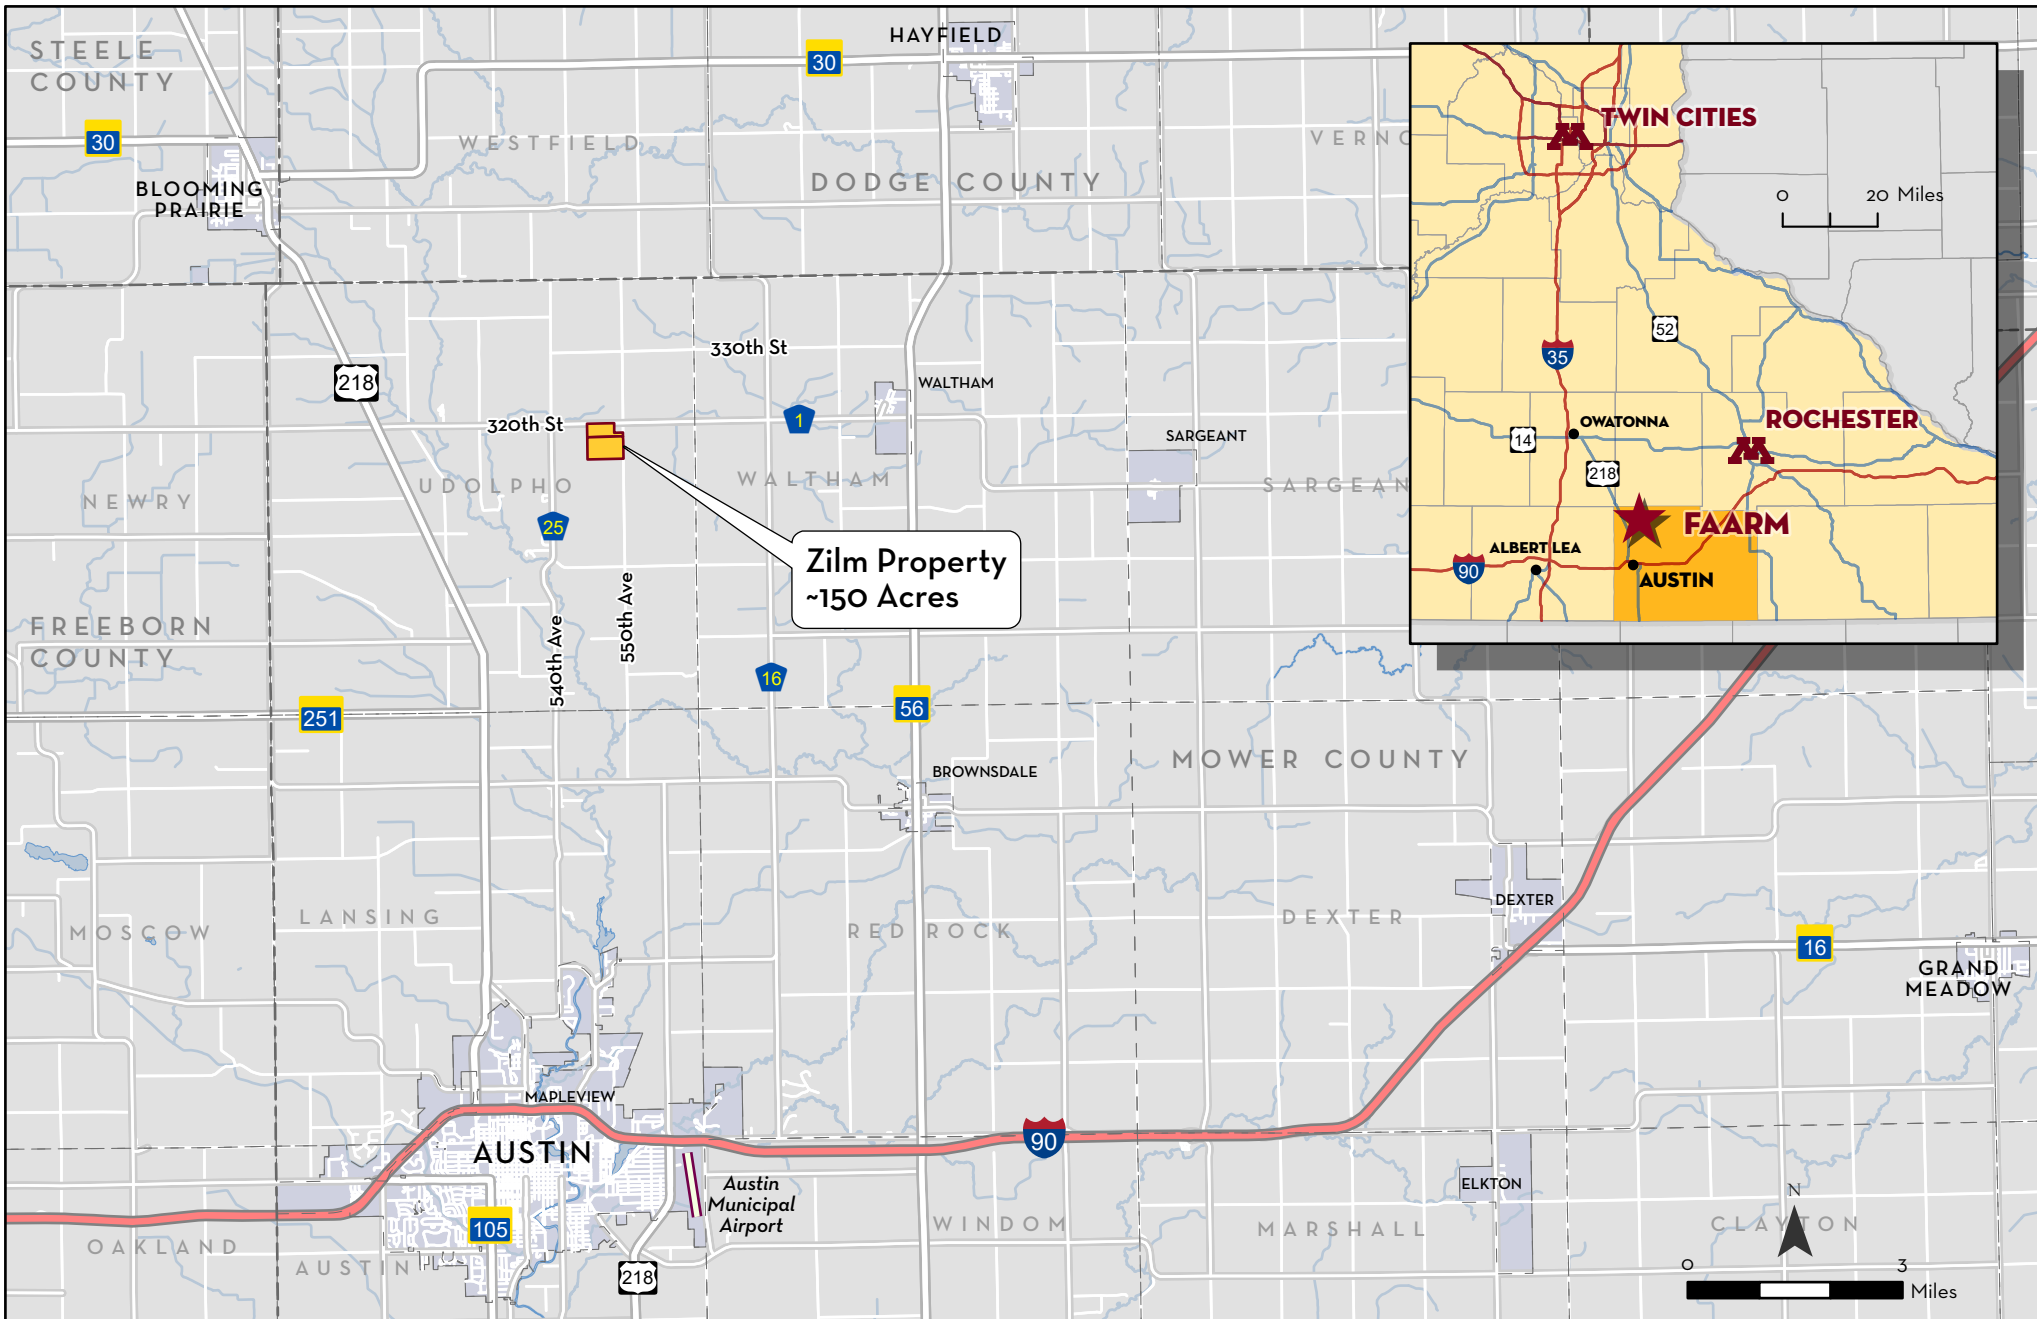 STEELE
COUNTY
HAYFIELD
30
30
WESTFIELD
VERNO
BLOOMING
PRAIRIE
DODGE COUNTY
330th St
218
WALTHAM
320th St
1
SARGEANT
NEWRY
UDOLPHO
WALTHAM
SARGEAN
25
Zilm Property
~150 Acres
FREEBORN
COUNTY
540th Ave
550th Ave
16
251
56
MOWER COUNTY
BROWNSDALE
DEXTER
MOSCOW
LANSING
RED ROCK
DEXTER
16
GRAND
MEADOW
MAPLEVIEW
AUSTIN
90
Austin
Municipal
Airport
ELKTON
105
WINDOM
MARSHALL
CLAYTON
OAKLAND
AUSTIN
218
N
0 3
Miles
TWIN CITIES
0 20 Miles
52
35
ROCHESTER
OWATONNA
14
218
FAARM
ALBERT LEA
90
AUSTIN